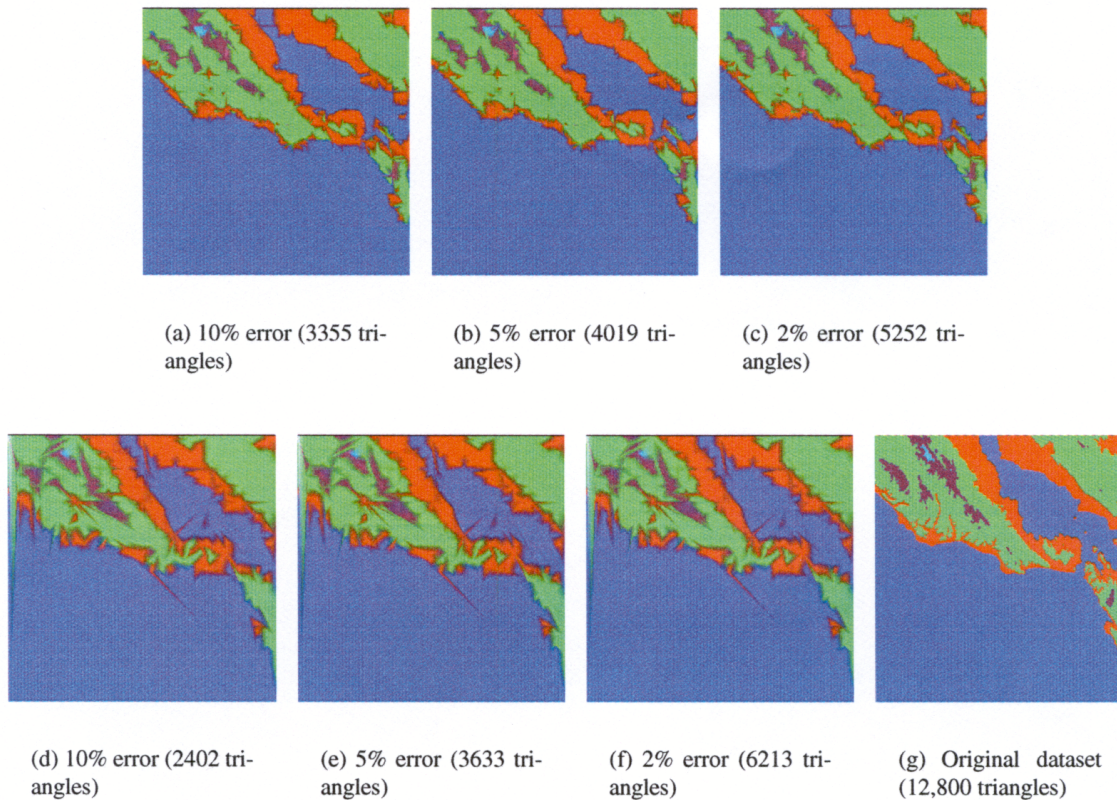 (a) 10% error (3355 tri-
angles)
(b) 5% error (4019 tri-
angles)
(c) 2% error (5252 tri-
angles)
(d) 10% error (2402 tri-
angles)
(e) 5% error (3633 tri-
angles)
(f) 2% error (6213 tri-
angles)
(g) Original dataset
(12,800 triangles)